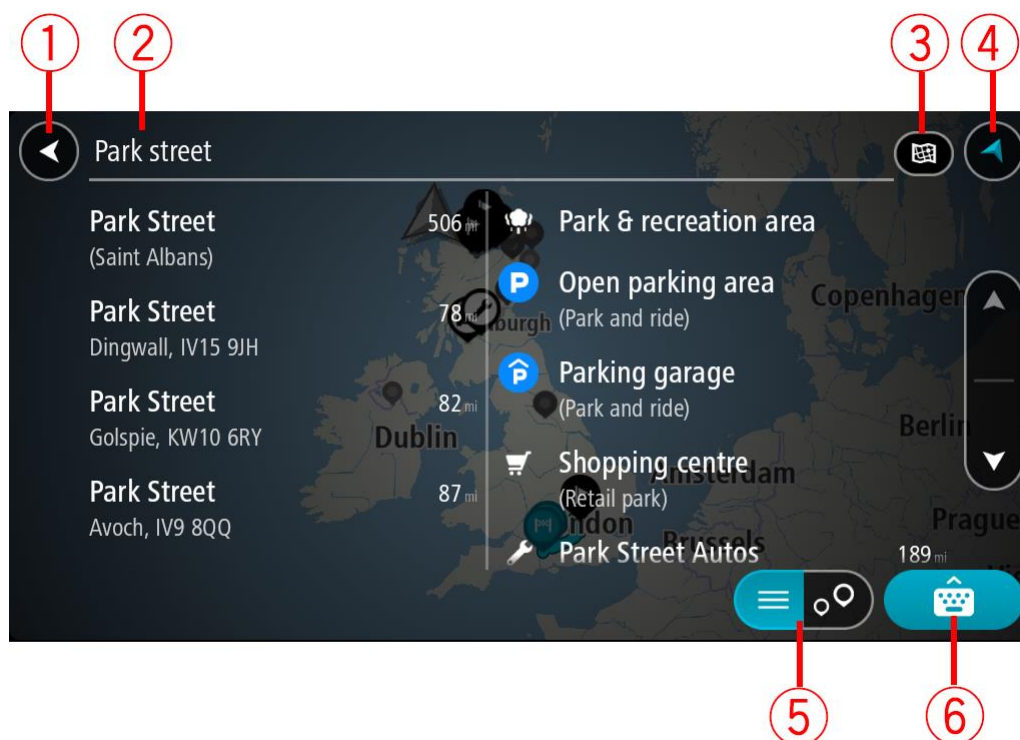 1
2
3
4
Park street
Park Street
506 mi
(Saint Albans)
Park Street
78 mi
Dingwall, IV15 9JH
Park Street
82 mi
Golspie, KW10 6RY
Park Street
87 mi
Avoch, IV9 8QQ
Park & recreation area
P
Open parking area
(Park and ride)
P
Parking garage
(Park and ride)
Shopping centre
(Retail park)
Park Street Autos
189 mi
Copenhagen
Dublin
Berlin
Amsterdam
Brussels
Prague
5
6